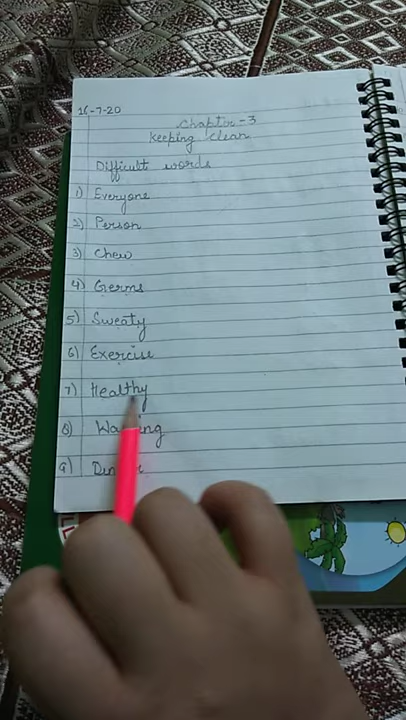 16-7-20
Chapter-3
Keeping clean
Difficult words
1) Everyone
2) Person
3) Chew
4) Germs
5) Sweaty
6) Exercise
7) Healthy
8)
9)